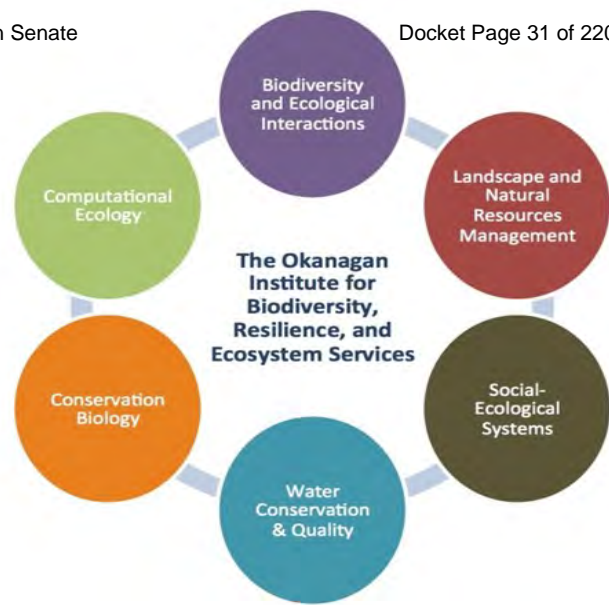 n Senate
Docket Page 31 of 220
Biodiversity
and Ecological
Interactions
Computational
Ecology
Landscape and
Natural
Resources
Management
The Okanagan
Institute for
Biodiversity,
Resilience, and
Ecosystem Services
Conservation
Biology
Social-
Ecological
Systems
Water
Conservation
& Quality